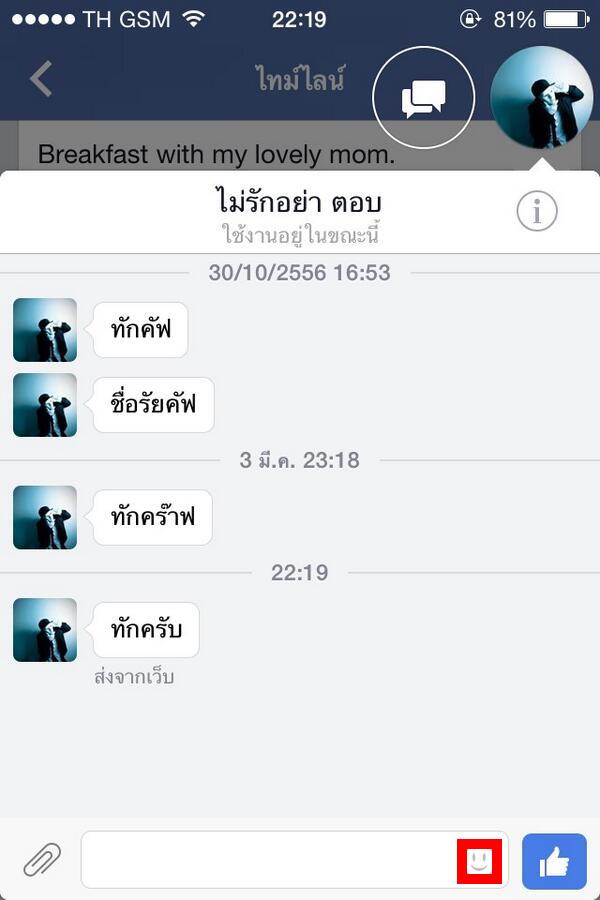 TH GSM 22:19 81%
ไทม์ไลน์
Breakfast with my lovely mom.
ไม่รักอย่า ตอบ
ใช้งานอยู่ในขณะนี้
30/10/2556 16:53
ทักคัฟ
ชื่อรัยคัฟ
3 มี.ค. 23:18
ทักคร๊าฟ
22:19
ทักครับ
ส่งจากเว็บ